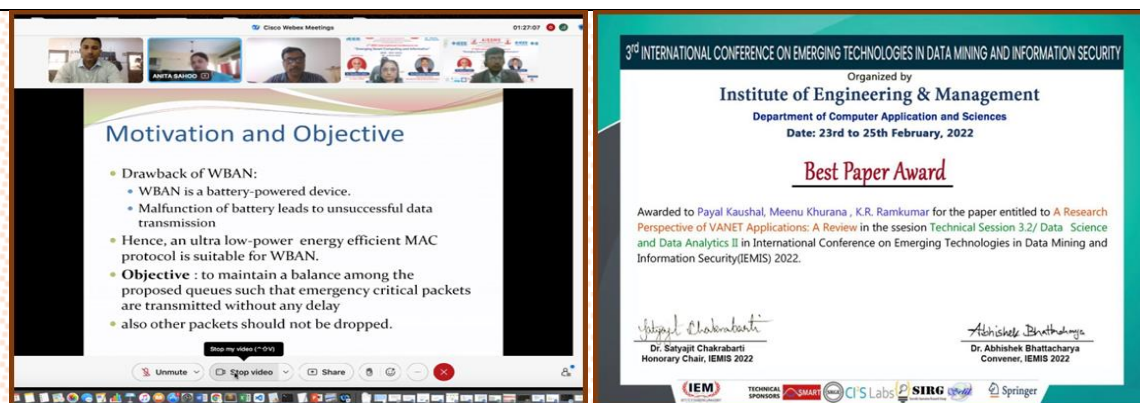 Cisco Webex Meetings
01:27:07
ANITA SAHOO
Motivation and Objective
• Drawback of WBAN:
• WBAN is a battery-powered device.
• Malfunction of battery leads to unsuccessful data
transmission
• Hence, an ultra low-power energy efficient MAC
protocol is suitable for WBAN.
• Objective : to maintain a balance among the
proposed queues such that emergency critical packets
are transmitted without any delay
• also other packets should not be dropped.
Stop my video (⌃⇧V)
Unmute
Stop video
Share
3rd INTERNATIONAL CONFERENCE ON EMERGING TECHNOLOGIES IN DATA MINING AND INFORMATION SECURITY
Organized by
Institute of Engineering & Management
Department of Computer Application and Sciences
Date: 23rd to 25th February, 2022
Best Paper Award
Awarded to Payal Kaushal, Meenu Khurana , K.R. Ramkumar for the paper entitled to A Research
Perspective of VANET Applications: A Review in the ssesion Technical Session 3.2/ Data Science
and Data Analytics II in International Conference on Emerging Technologies in Data Mining and
Information Security(IEMIS) 2022.
Satyajit Chakrabarti
Dr. Satyajit Chakrabarti
Honorary Chair, IEMIS 2022
Abhishek Bhattacharya
Dr. Abhishek Bhattacharya
Convener, IEMIS 2022
IEM
TECHNICAL
SPONSORS
SMART
Labs
SIRG
Springer